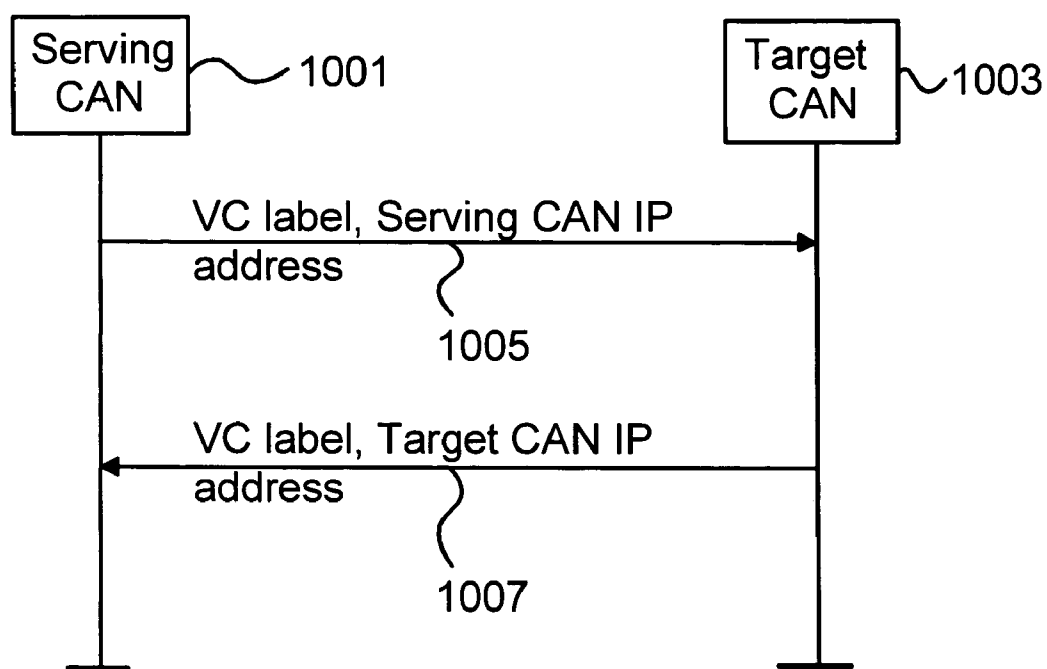 Serving
CAN
1001
Target
CAN
1003
VC label, Serving CAN IP
address
1005
VC label, Target CAN IP
address
1007